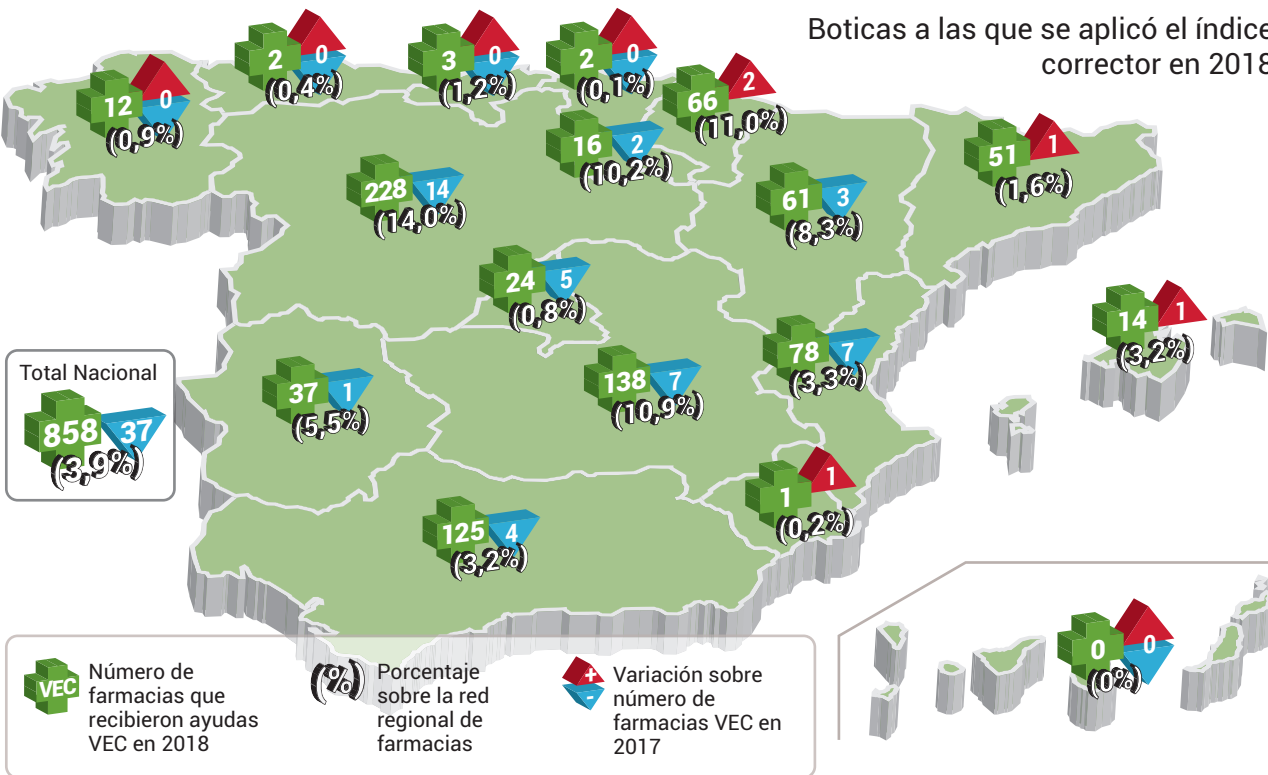 Boticas a las que se aplicó el índice
corrector en 2018
2 0
(0,4%)
3 0
(1,2%)
2 0
(0,1%)
12 0
(0,9%)
66 2
(11,0%)
16 2
(10,2%)
51 1
(1,6%)
228 14
(14,0%)
61 3
(8,3%)
24 5
(0,8%)
14 1
(3,2%)
78 7
(3,3%)
Total Nacional
858 37
(3,9%)
37 1
(5,5%)
138 7
(10,9%)
1 1
(0,2%)
125 4
(3,2%)
0 0
(0%)
VEC
Número de
farmacias que
recibieron ayudas
VEC en 2018
(%)
Porcentaje
sobre la red
regional de
farmacias
+
-
Variación sobre
número de
farmacias VEC en
2017